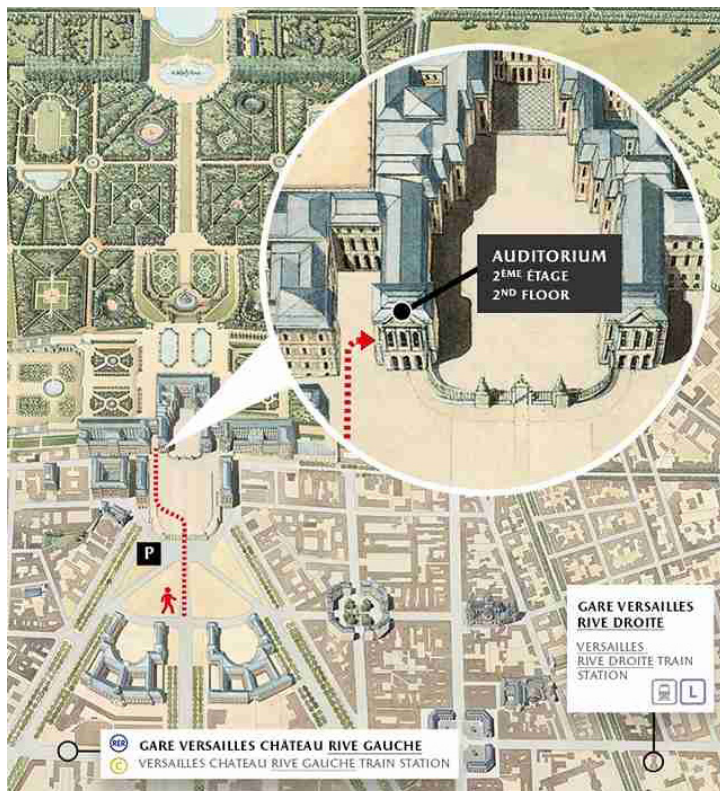 AUDITORIUM
2ÈME ÉTAGE
2ND FLOOR
P
GARE VERSAILLES
RIVE DROITE
VERSAILLES
RIVE DROITE TRAIN
STATION
L
RER
GARE VERSAILLES CHÂTEAU RIVE GAUCHE
C
VERSAILLES CHATEAU RIVE GAUCHE TRAIN STATION